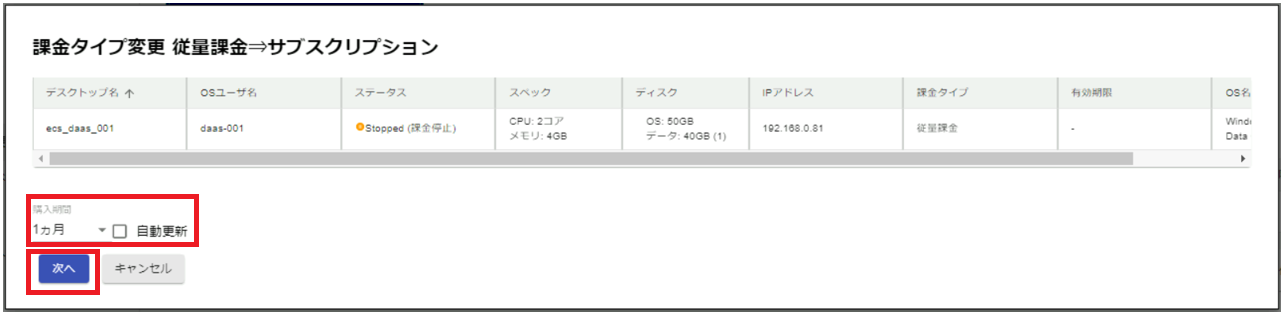 課金タイプ変更 従量課金⇒サブスクリプション
デスクトップ名 ↑ OSユーザ名 ステータス スペック ディスク IPアドレス 課金タイプ 有効期限 OS名
ecs_daas_001 daas-001 Stopped (課金停止) CPU: 2コア OS: 50GB 192.168.0.81 従量課金 - Wind
メモリ: 4GB データ: 40GB (1) Data
購入期間
1ヵ月 自動更新
次へ キャンセル